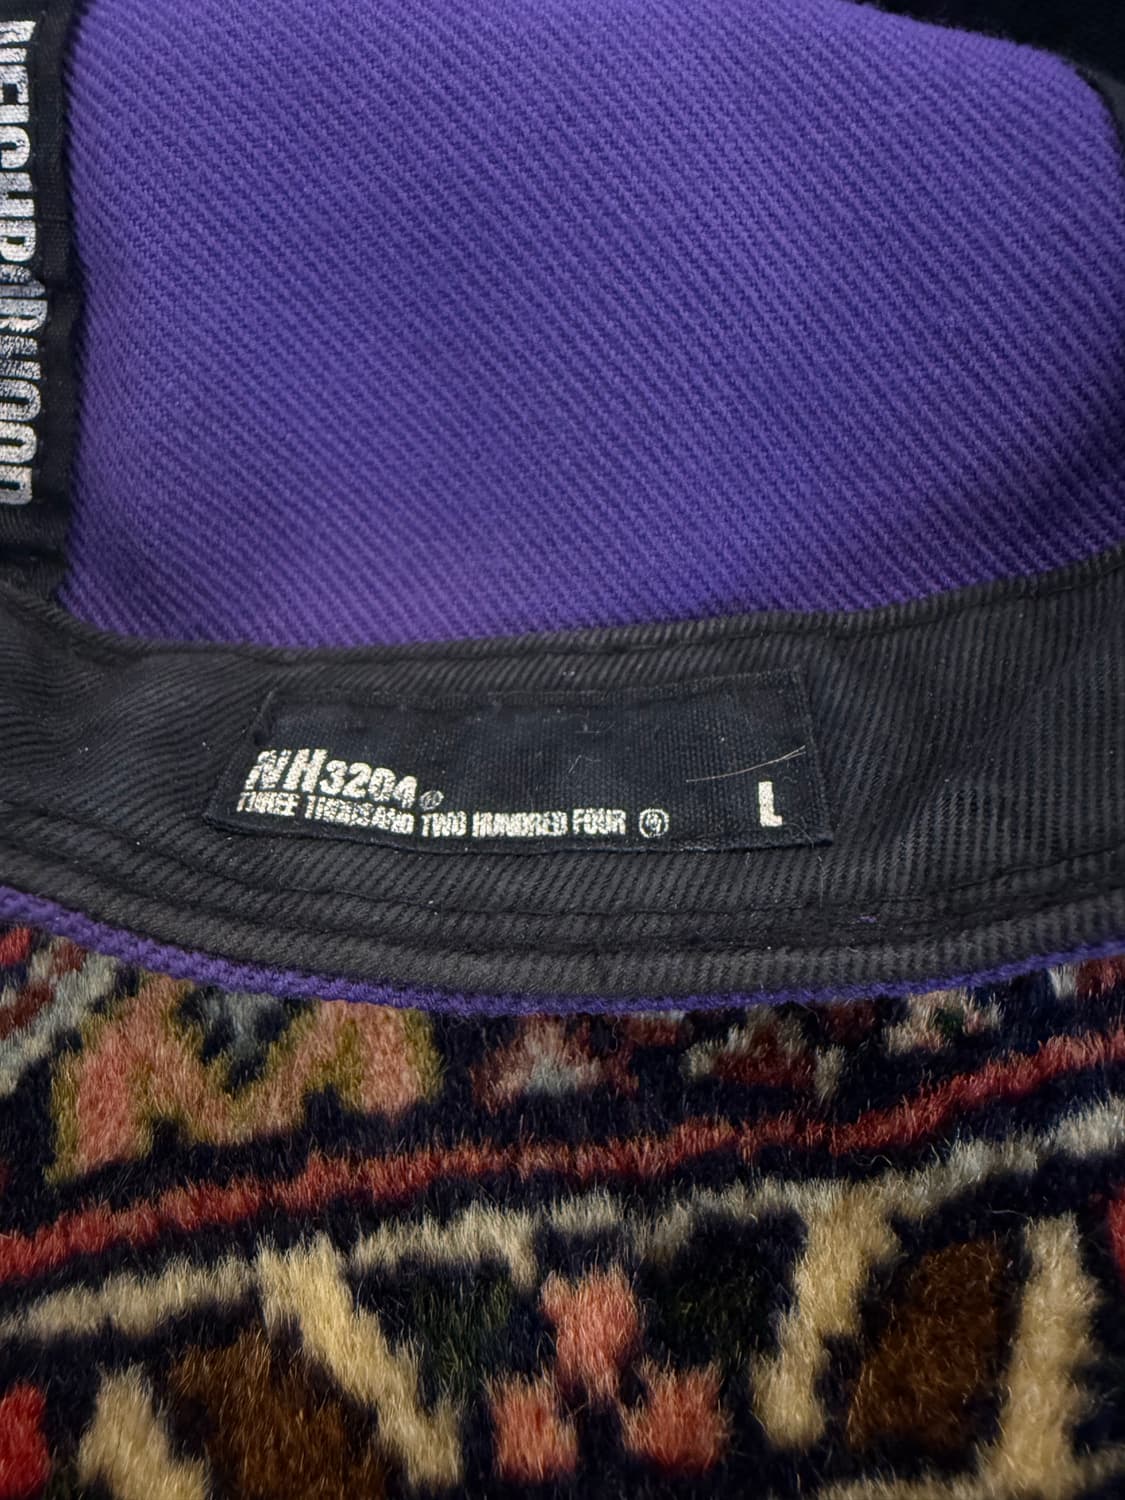 NEIGHBORHOOD
NH3204®
THREE THOUSAND TWO HUNDRED FOUR
L